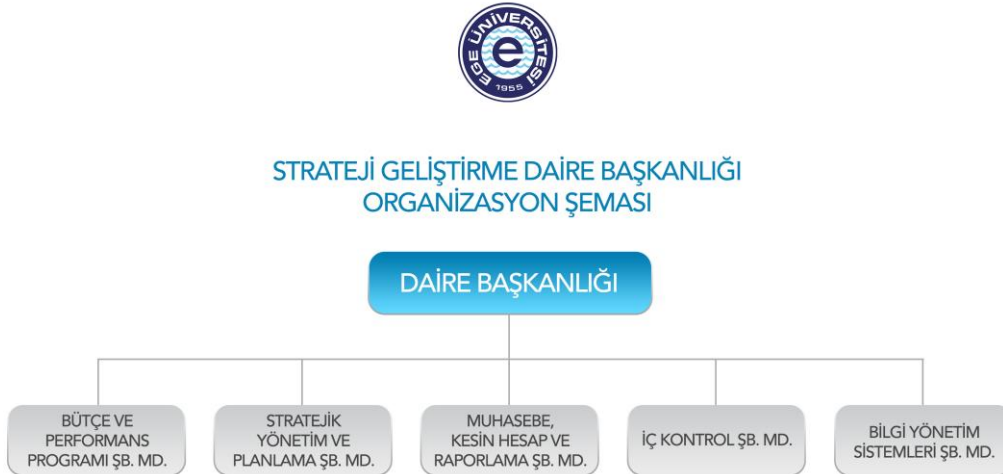 EGE ÜNİVERSİTESİ
e
1955
STRATEJİ GELİŞTİRME DAİRE BAŞKANLIĞI
ORGANİZASYON ŞEMASI
DAİRE BAŞKANLIĞI
BÜTÇE VE
PERFORMANS
PROGRAMI ŞB. MD.
STRATEJİK
YÖNETİM VE
PLANLAMA ŞB. MD.
MUHASEBE,
KESİN HESAP VE
RAPORLAMA ŞB. MD.
İÇ KONTROL ŞB. MD.
BİLGİ YÖNETİM
SİSTEMLERİ ŞB. MD.